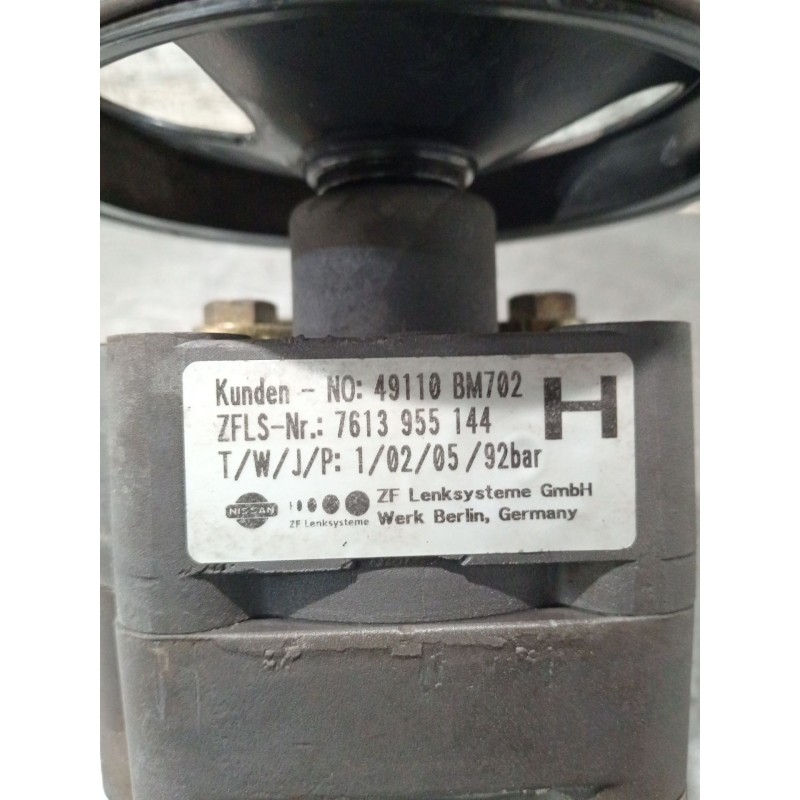 Kunden - NO: 49110 BM702
H
ZFLS-Nr.: 7613 955 144
T/W/J/P: 1/02/05/92bar
NISSAN
ZF Lenksysteme
ZF Lenksysteme GmbH
Werk Berlin, Germany